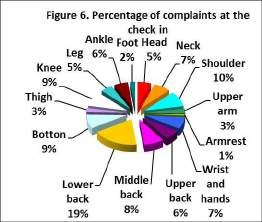 Figure 6. Percentage of complaints at the
check in
Ankle
6%
Foot
2%
Head
5%
Neck
7%
Leg
5%
Shoulder
10%
Knee
9%
Upper
arm
3%
Thigh
3%
Armrest
1%
Botton
9%
Wrist
and
hands
7%
Lower
back
19%
Middle
back
8%
Upper
back
6%